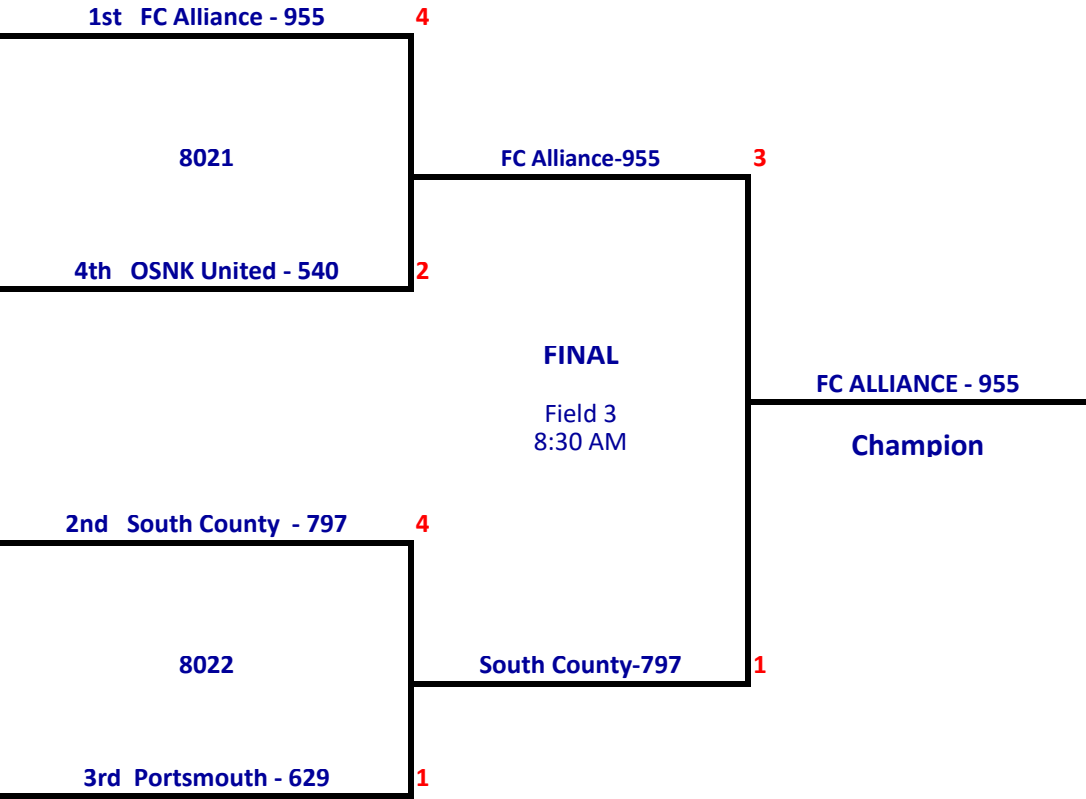 1st FC Alliance - 955 4
8021
FC Alliance-955 3
4th OSNK United - 540 2
FINAL
FC ALLIANCE - 955
Field 3
8:30 AM
Champion
2nd South County - 797 4
8022
South County-797 1
3rd Portsmouth - 629 1